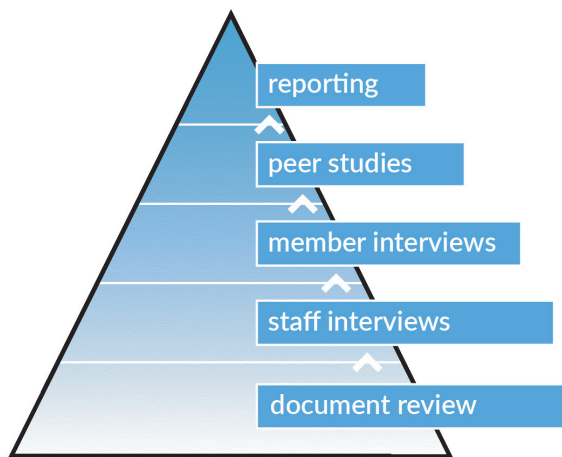 reporting
peer studies
member interviews
staff interviews
document review